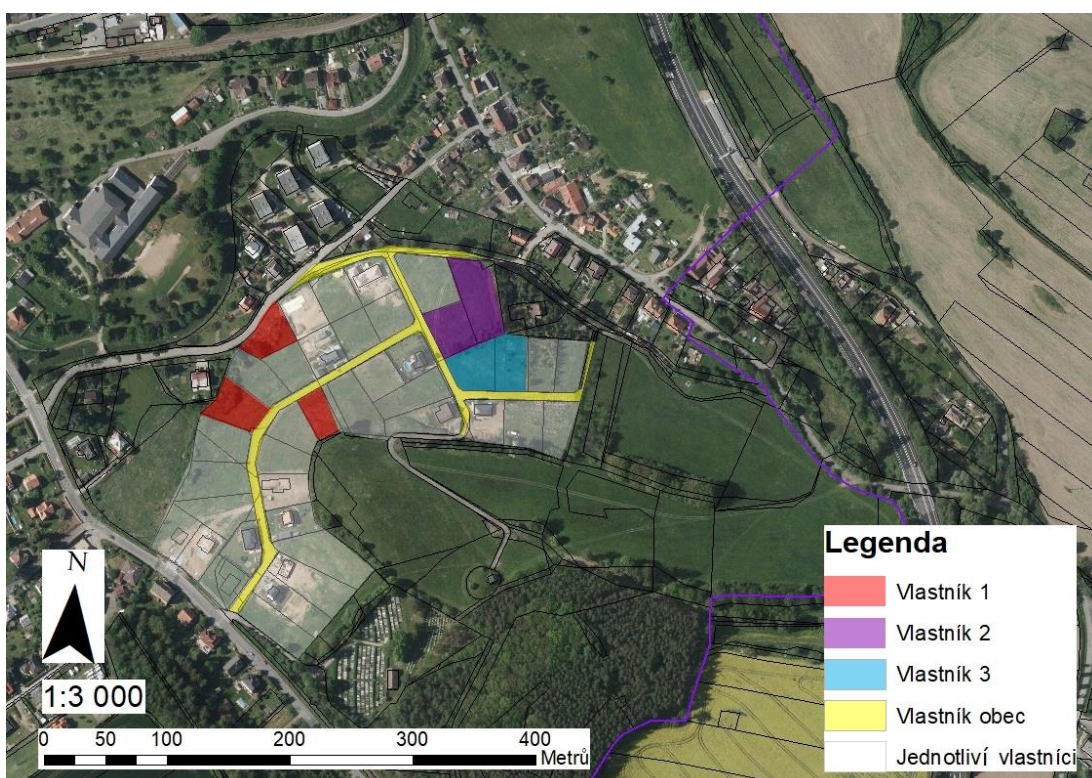 Legenda
Vlastník 1
Vlastník 2
Vlastník 3
Vlastník obec
Jednotliví vlastníci
N
1:3 000
0 50 100 200 300 400
Metrů